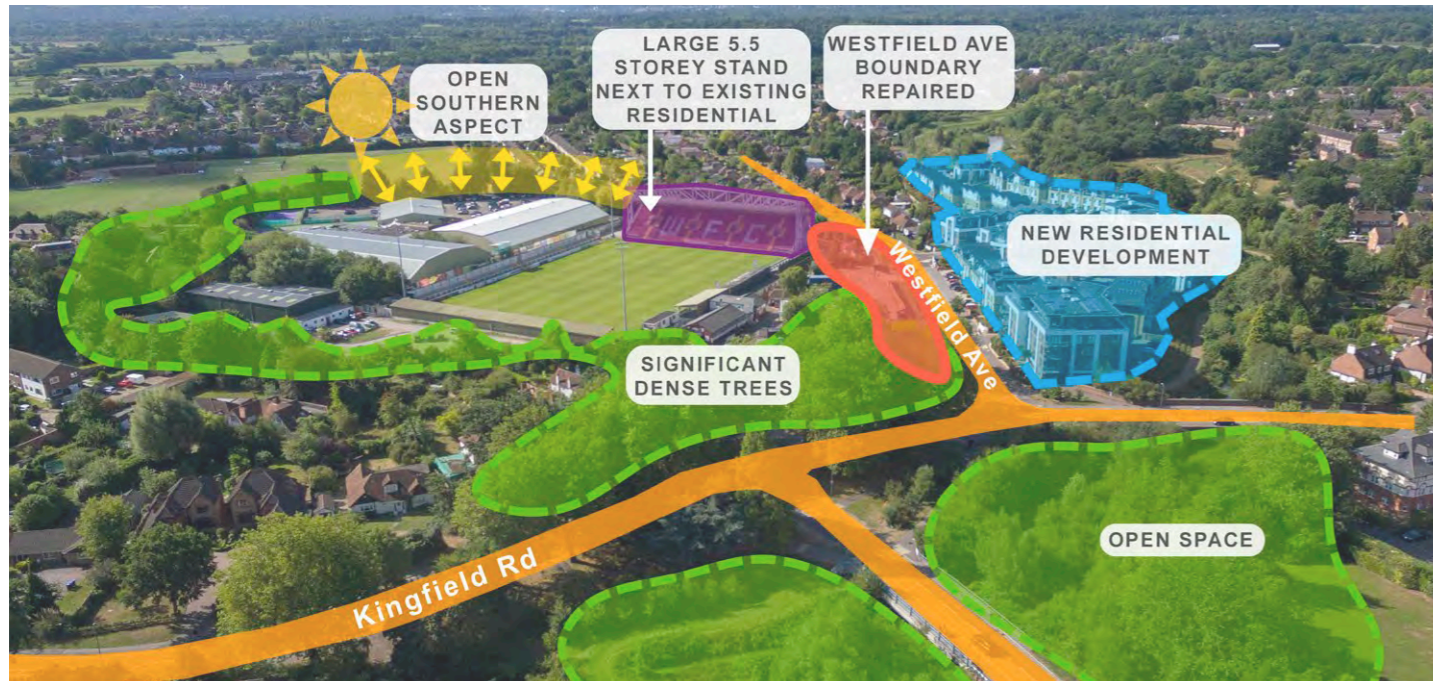 OPEN
SOUTHERN
ASPECT
LARGE 5.5
STOREY STAND
NEXT TO EXISTING
RESIDENTIAL
WESTFIELD AVE
BOUNDARY
REPAIRED
W F C
Westfield Ave
NEW RESIDENTIAL
DEVELOPMENT
SIGNIFICANT
DENSE TREES
OPEN SPACE
Kingfield Rd